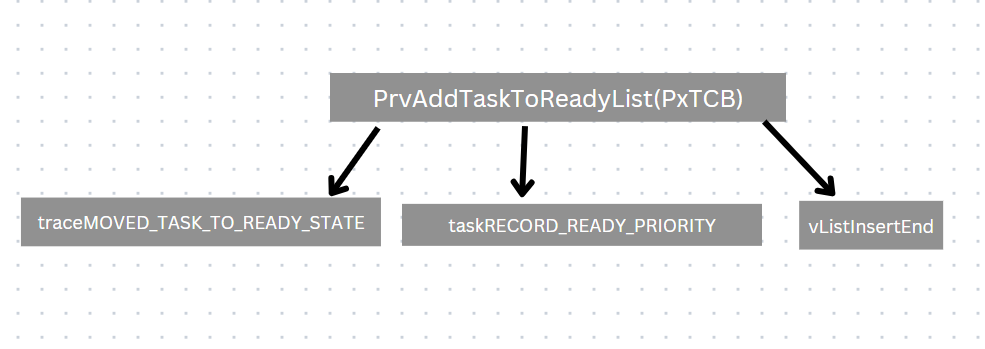 PrvAddTaskToReadyList(PxTCB)
traceMOVED_TASK_TO_READY_STATE
taskRECORD_READY_PRIORITY
vListInsertEnd